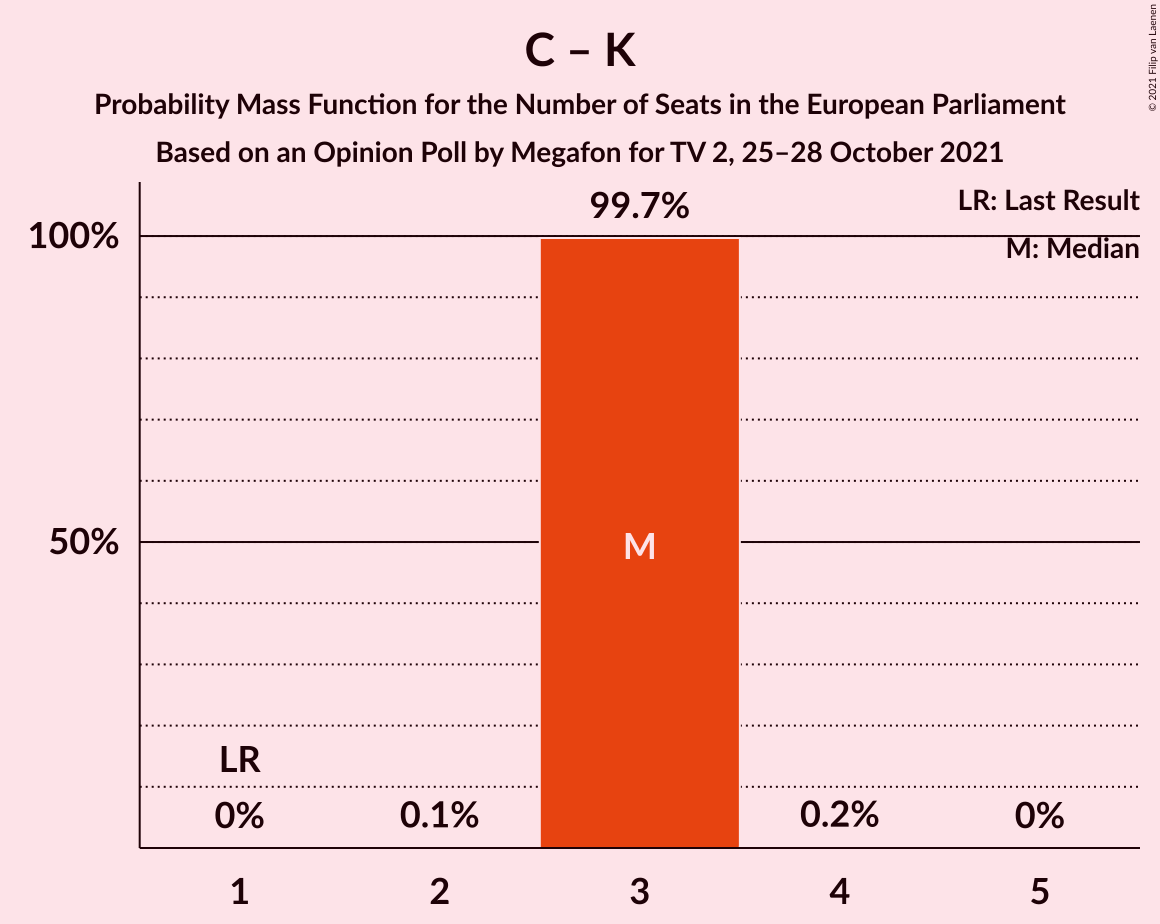 C – K
Probability Mass Function for the Number of Seats in the European Parliament
Based on an Opinion Poll by Megafon for TV 2, 25–28 October 2021
© 2021 Filip van Laenen
LR: Last Result
M: Median
100%
50%
99.7%
M
LR
0%
0.1%
0.2%
0%
1
2
3
4
5